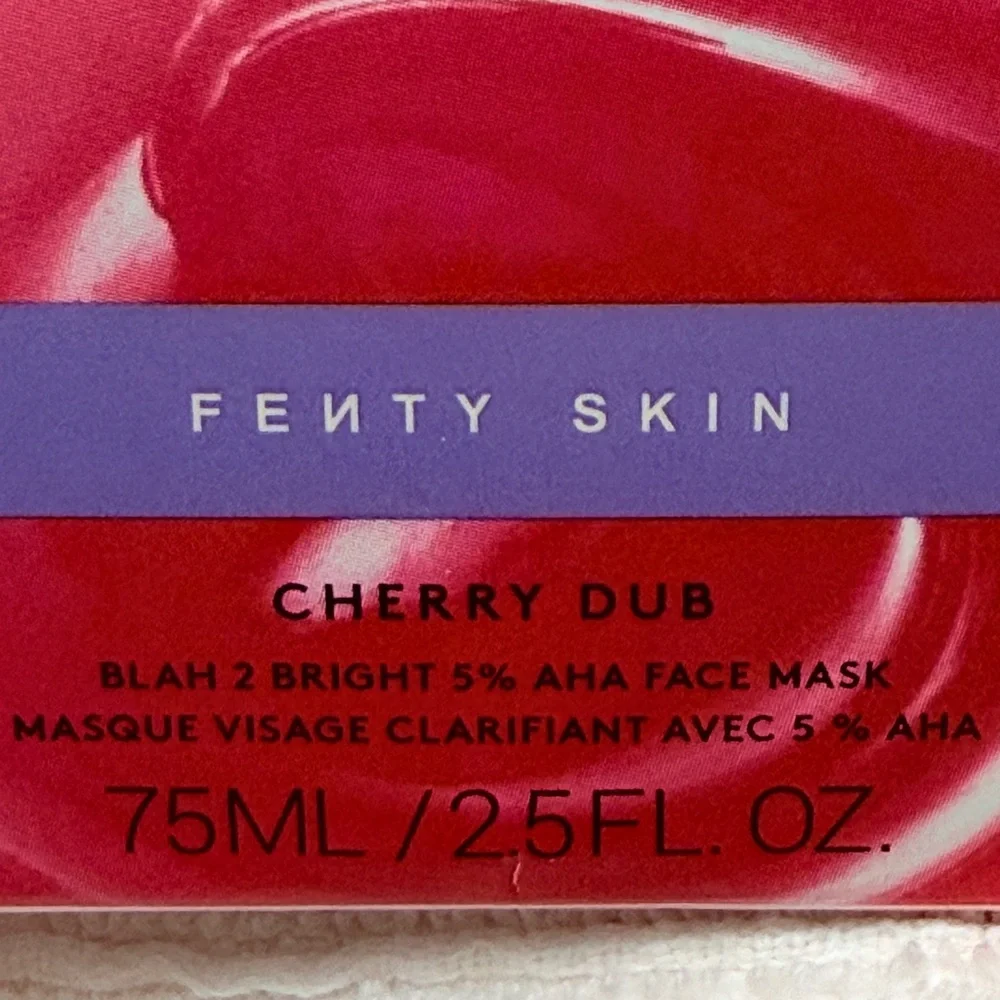 FEИTY SKIN
CHERRY DUB
BLAH 2 BRIGHT 5% AHA FACE MASK
MASQUE VISAGE CLARIFIANT AVEC 5 % AHA
75ML / 2.5FL. OZ.